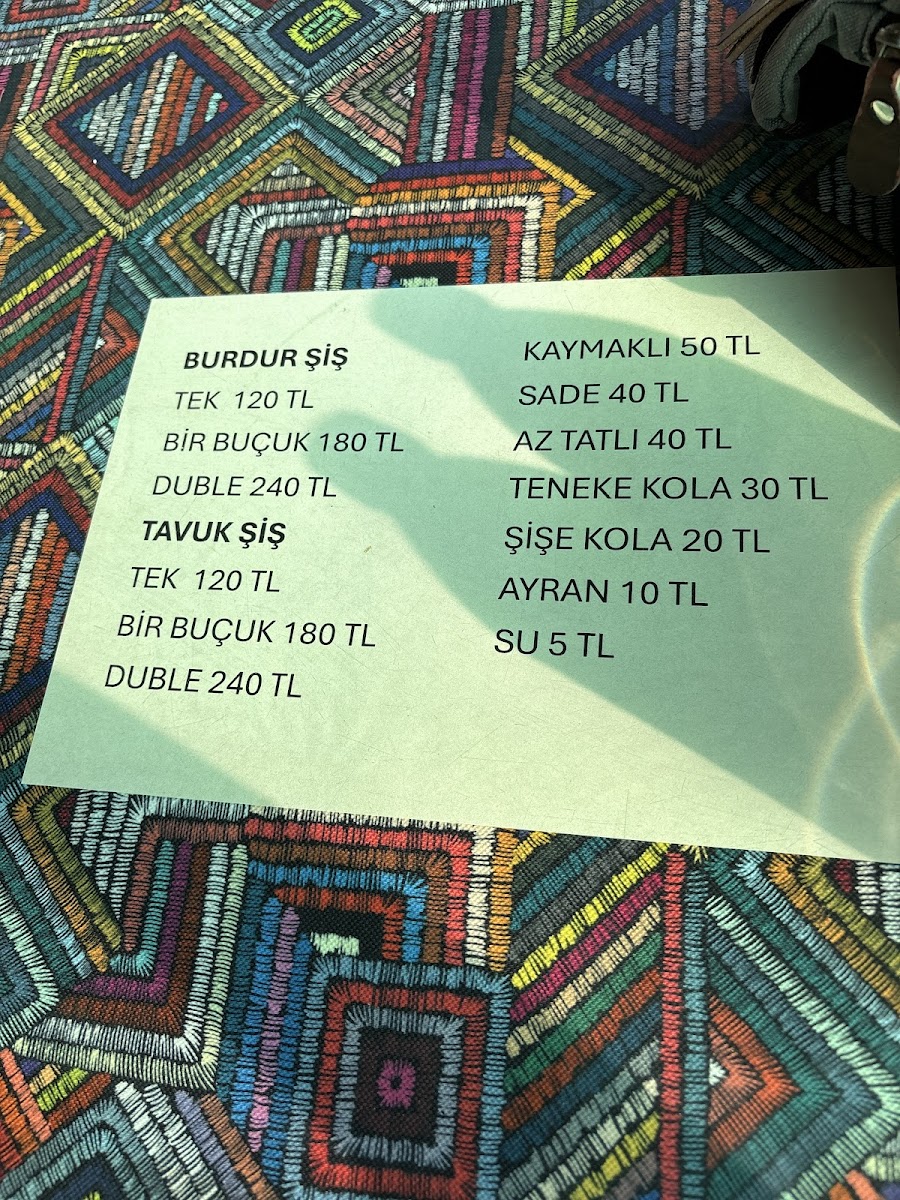 BURDUR ŞİŞ
TEK 120 TL
BİR BUÇUK 180 TL
DUBLE 240 TL
TAVUK ŞİŞ
TEK 120 TL
BİR BUÇUK 180 TL
DUBLE 240 TL
KAYMAKLI 50 TL
SADE 40 TL
AZ TATLI 40 TL
TENEKE KOLA 30 TL
ŞİŞE KOLA 20 TL
AYRAN 10 TL
SU 5 TL